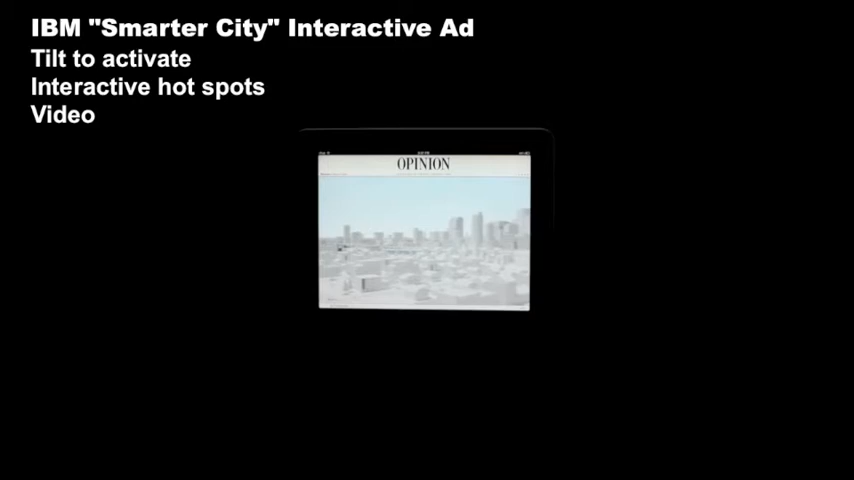 IBM "Smarter City" Interactive Ad
Tilt to activate
Interactive hot spots
Video
OPINION